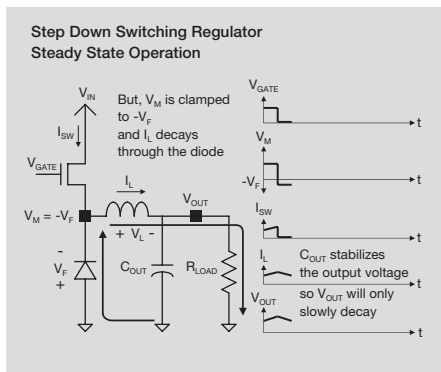 Step Down Switching Regulator
Steady State Operation
VIN
But, VM is clamped
to -VF
and IL decays
through the diode
ISW
VGATE
IL
VOUT
VM = -VF
+ VL -
-
VF
+
COUT
RLOAD
VGATE
t
VM
-VF
t
ISW
t
IL
COUT stabilizes
the output voltage
t
so VOUT will only
slowly decay
VOUT
t